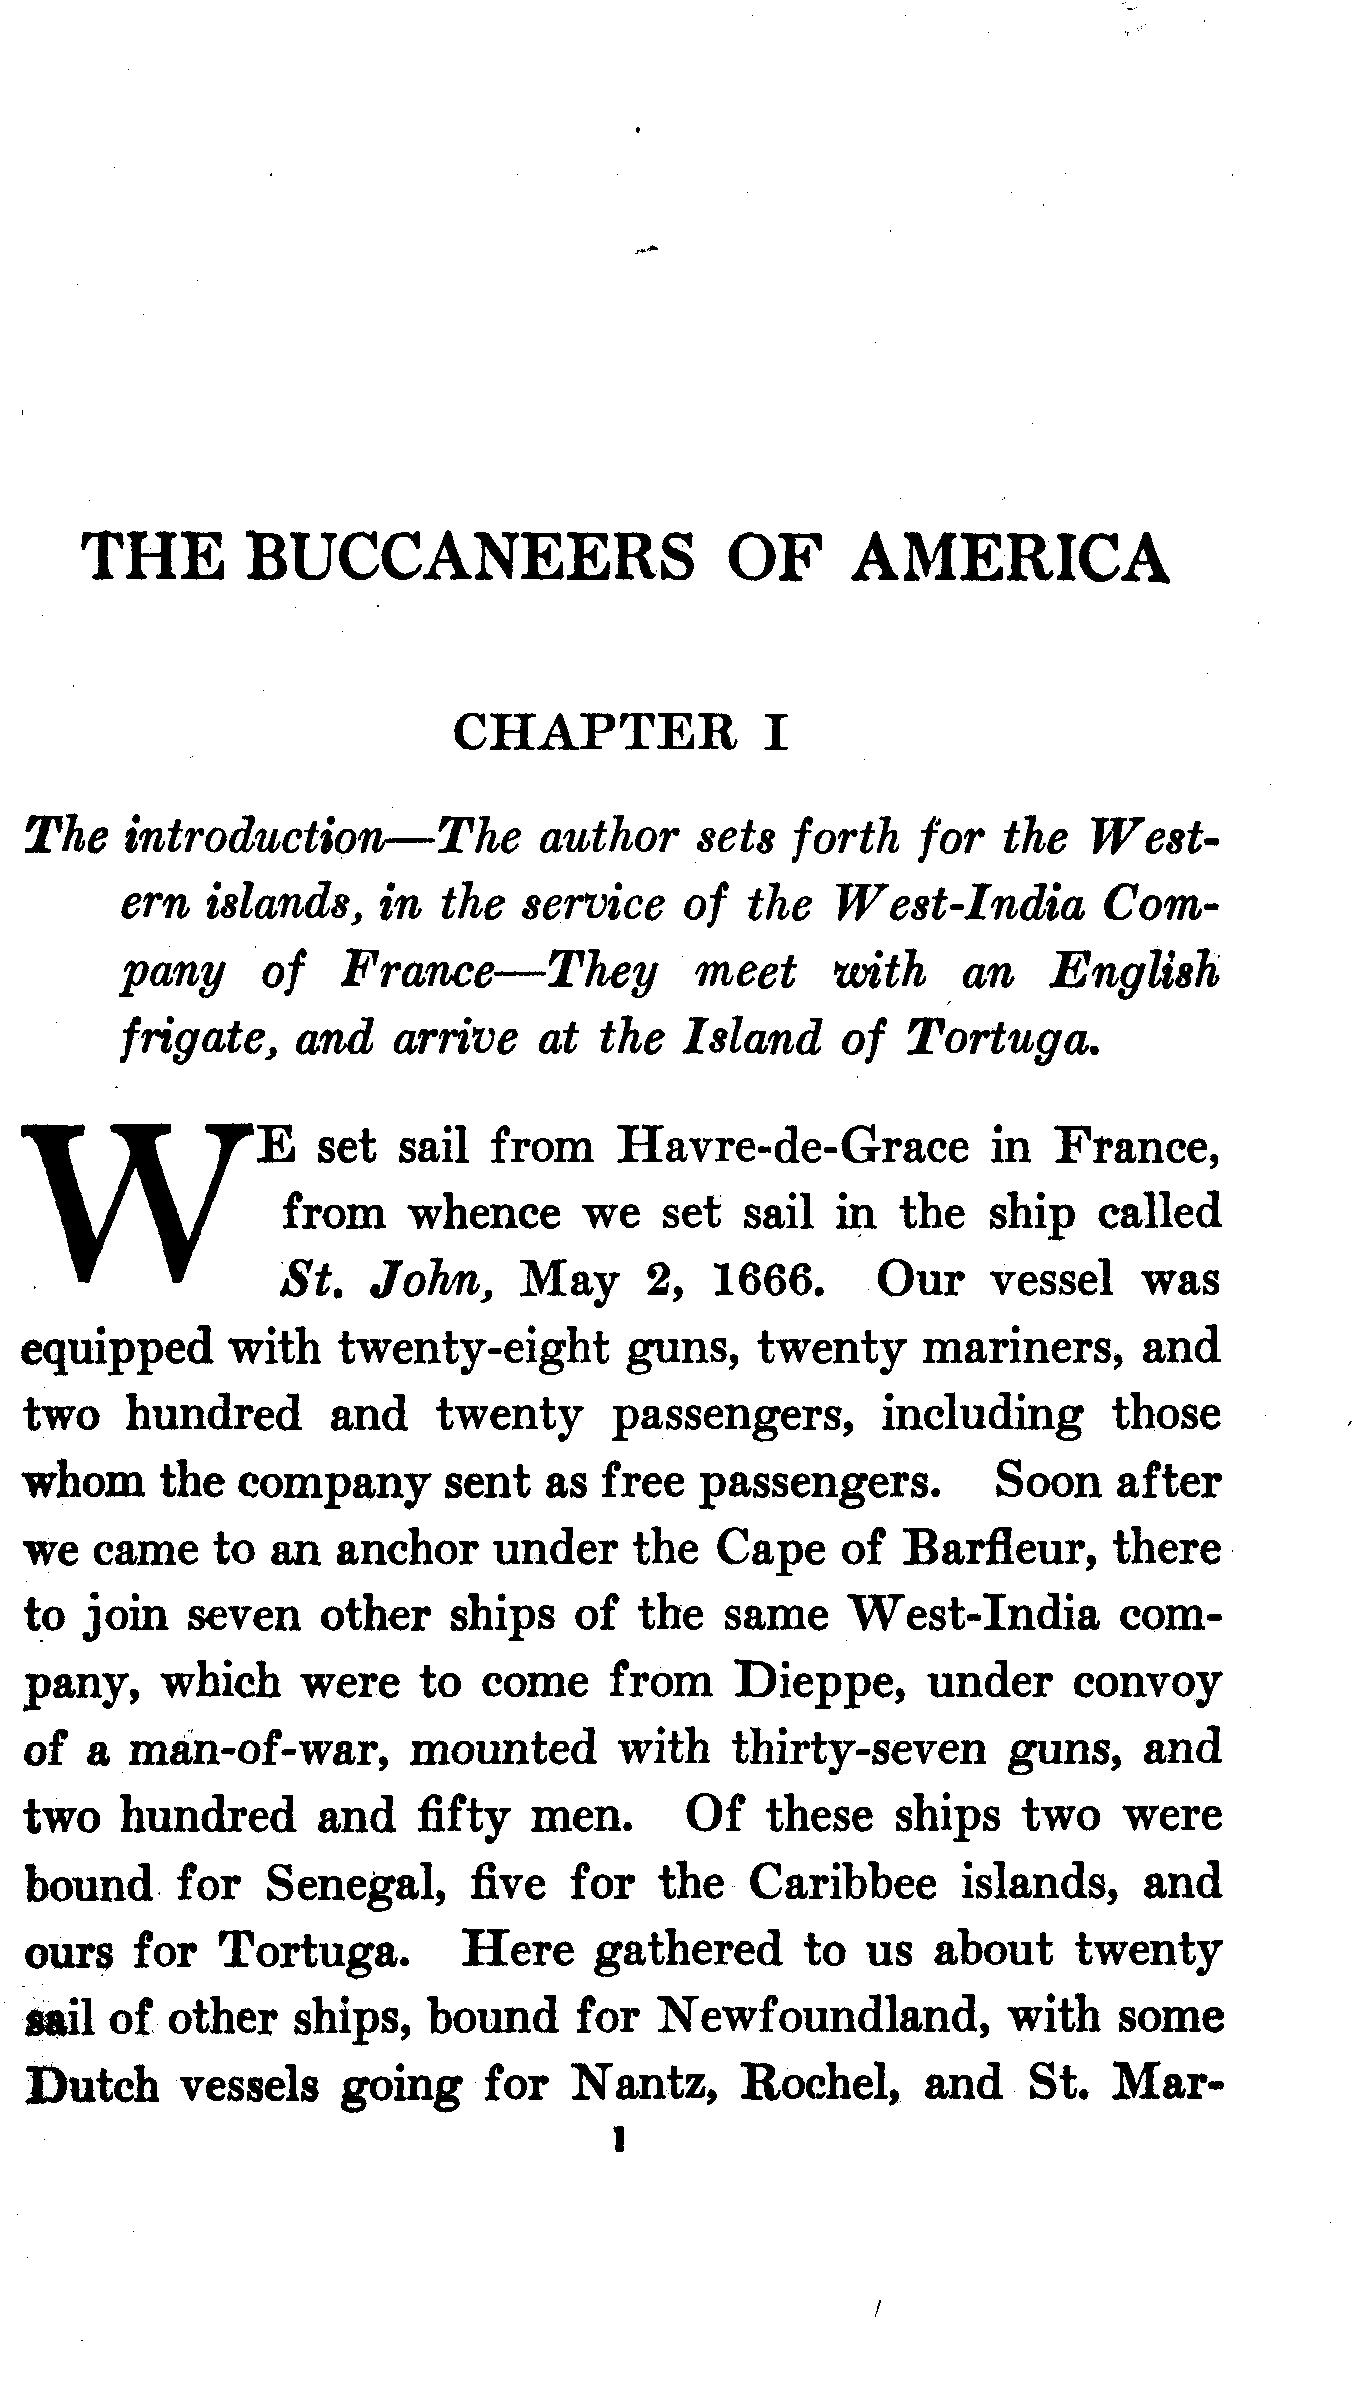 THE BUCCANEERS OF AMERICA
CHAPTER I
The introduction—The author sets forth for the West-
ern islands, in the service of the West-India Com-
pany of France—They meet with an English
frigate, and arrive at the Island of Tortuga.
WE set sail from Havre-de-Grace in France,
from whence we set sail in the ship called
St. John, May 2, 1666. Our vessel was
equipped with twenty-eight guns, twenty mariners, and
two hundred and twenty passengers, including those
whom the company sent as free passengers. Soon after
we came to an anchor under the Cape of Barfleur, there
to join seven other ships of the same West-India com-
pany, which were to come from Dieppe, under convoy
of a man-of-war, mounted with thirty-seven guns, and
two hundred and fifty men. Of these ships two were
bound for Senegal, five for the Caribbee islands, and
ours for Tortuga. Here gathered to us about twenty
sail of other ships, bound for Newfoundland, with some
Dutch vessels going for Nantz, Rochel, and St. Mar-
1